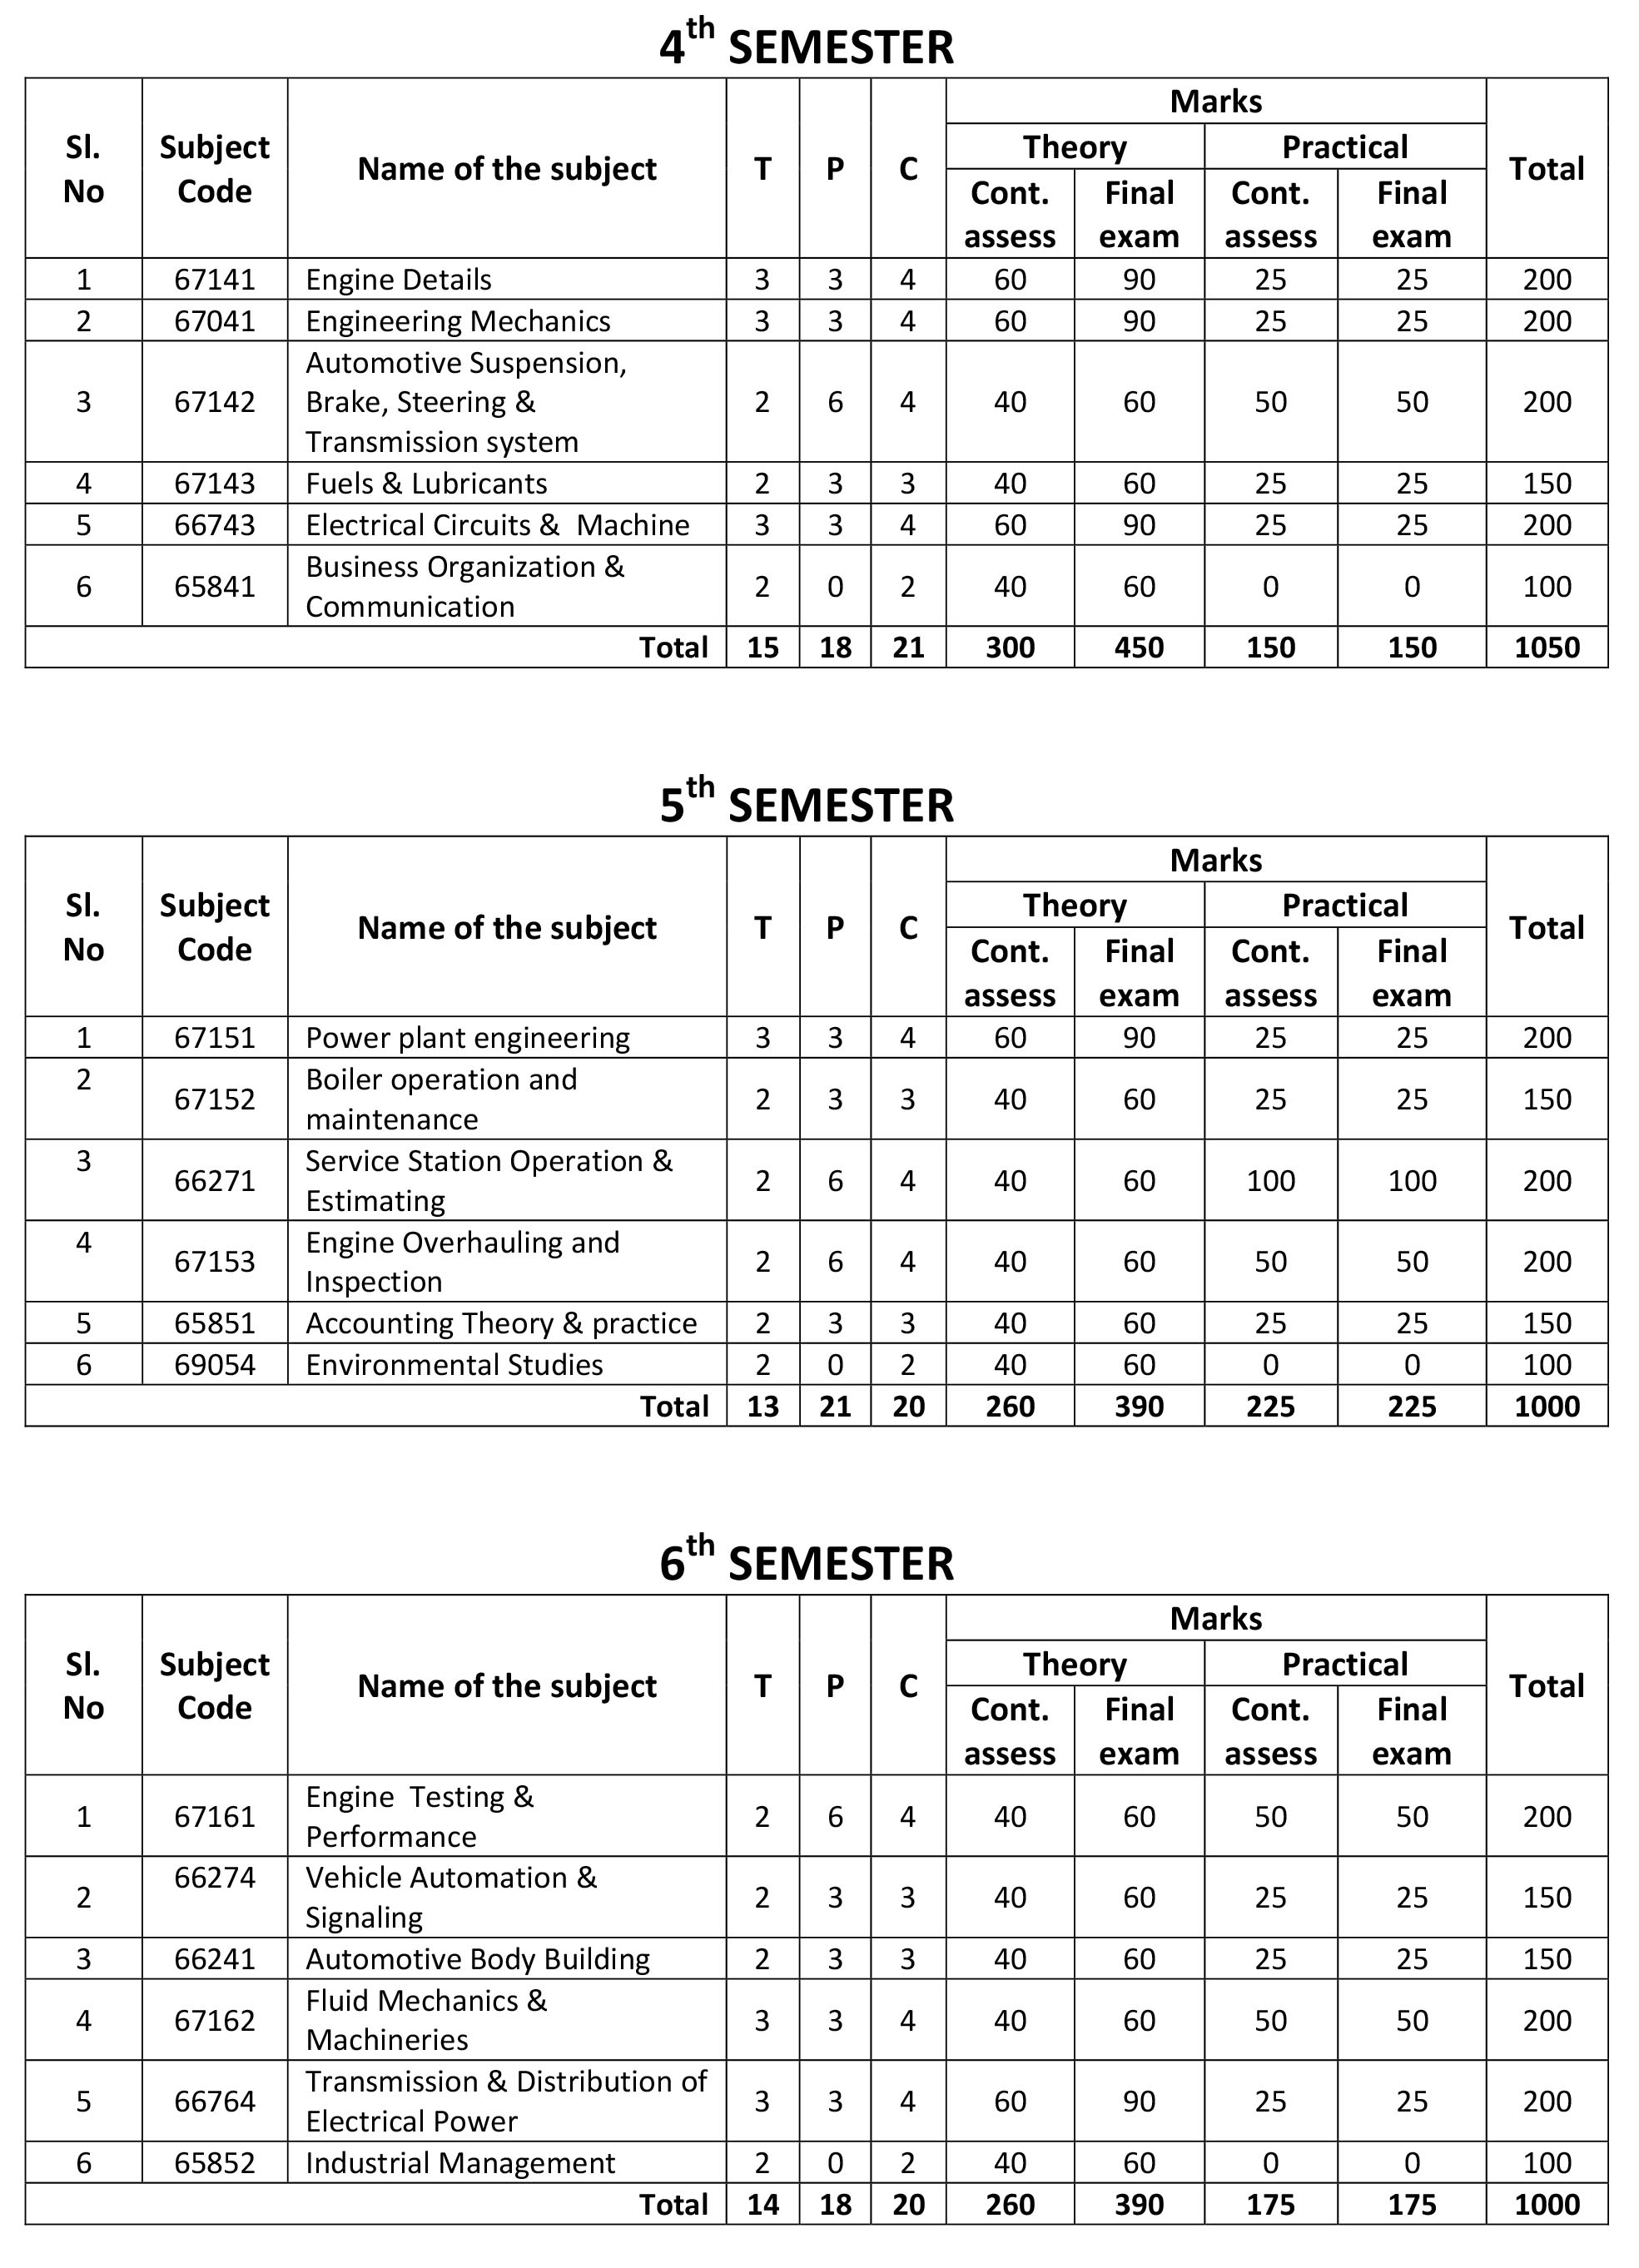 4th SEMESTER
Marks
Theory Practical
Sl. No Subject Code Name of the subject T P C Cont. assess Final exam Cont. assess Final exam Total
1 67141 Engine Details 3 3 4 60 90 25 25 200
2 67041 Engineering Mechanics 3 3 4 60 90 25 25 200
Automotive Suspension,
3 67142 Brake, Steering & 2 6 4 40 60 50 50 200
Transmission system
4 67143 Fuels & Lubricants 2 3 3 40 60 25 25 150
5 66743 Electrical Circuits & Machine 3 3 4 60 90 25 25 200
6 65841 Business Organization & Communication 2 0 2 40 60 0 0 100
Total 15 18 21 300 450 150 150 1050
5th SEMESTER
Marks
Theory Practical
Sl. No Subject Code Name of the subject T P C Cont. assess Final exam Cont. assess Final exam Total
1 67151 Power plant engineering 3 3 4 60 90 25 25 200
2 67152 Boiler operation and maintenance 2 3 3 40 60 25 25 150
3 66271 Service Station Operation & Estimating 2 6 4 40 60 100 100 200
4 67153 Engine Overhauling and Inspection 2 6 4 40 60 50 50 200
5 65851 Accounting Theory & practice 2 3 3 40 60 25 25 150
6 69054 Environmental Studies 2 0 2 40 60 0 0 100
Total 13 21 20 260 390 225 225 1000
6th SEMESTER
Marks
Theory Practical
Sl. No Subject Code Name of the subject T P C Cont. assess Final exam Cont. assess Final exam Total
1 67161 Engine Testing & Performance 2 6 4 40 60 50 50 200
2 66274 Vehicle Automation & Signaling 2 3 3 40 60 25 25 150
3 66241 Automotive Body Building 2 3 3 40 60 25 25 150
4 67162 Fluid Mechanics & Machineries 3 3 4 40 60 50 50 200
5 66764 Transmission & Distribution of Electrical Power 3 3 4 60 90 25 25 200
6 65852 Industrial Management 2 0 2 40 60 0 0 100
Total 14 18 20 260 390 175 175 1000